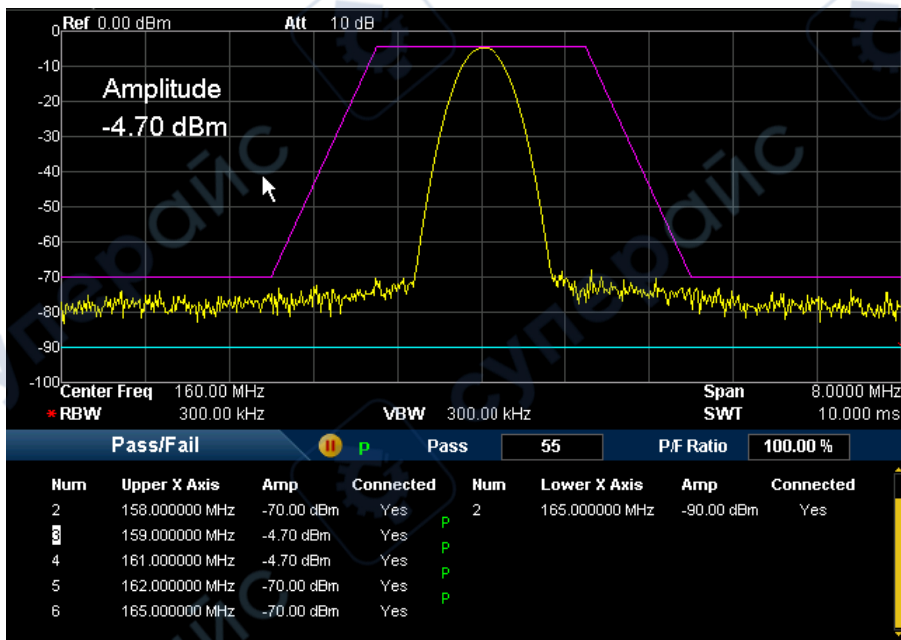 Ref 0.00 dBm Att 10 dB
0
-10
Amplitude
-20
-4.70 dBm
-30
-40
-50
-60
-70
-80
-90
-100
Center Freq 160.00 MHz Span 8.0000 MHz
* RBW 300.00 kHz VBW 300.00 kHz SWT 10.000 ms
Pass/Fail P Pass 55 P/F Ratio 100.00 %
Num Upper X Axis Amp Connected Num Lower X Axis Amp Connected
2 158.000000 MHz -70.00 dBm Yes 2 165.000000 MHz -90.00 dBm Yes
P
3 159.000000 MHz -4.70 dBm Yes
P
4 161.000000 MHz -4.70 dBm Yes
P
5 162.000000 MHz -70.00 dBm Yes
P
6 165.000000 MHz -70.00 dBm Yes
суперайс
суперайс